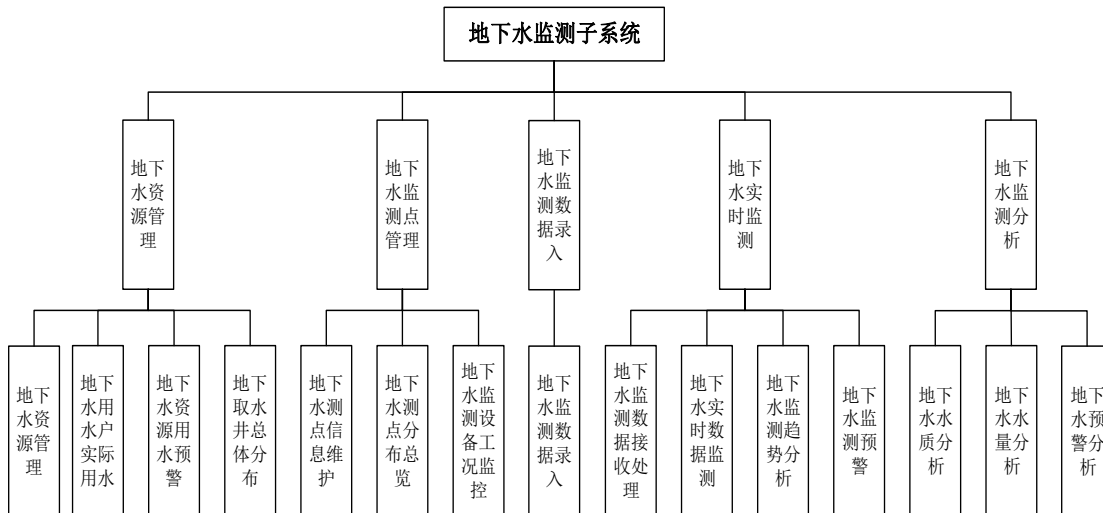 地下水监测子系统
地下
水资
源管
理
地下
水监
测点
管理
地下
水监
测数
据录
入
地下
水实
时监
测
地下
水监
测分
析
地下
水资
源管
理
地下
水用
水户
实际
用水
地下
水资
源用
水预
警
地下
取水
井总
体分
布
地下
水测
点信
息维
护
地下
水测
点分
布总
览
地下
水监
测设
备工
况监
控
地下
水监
测数
据录
入
地下
水监
测数
据接
收处
理
地下
水实
时数
据监
测
地下
水监
测趋
势分
析
地下
水监
测预
警
地下
水水
质分
析
地下
水水
量分
析
地下
水预
警分
析